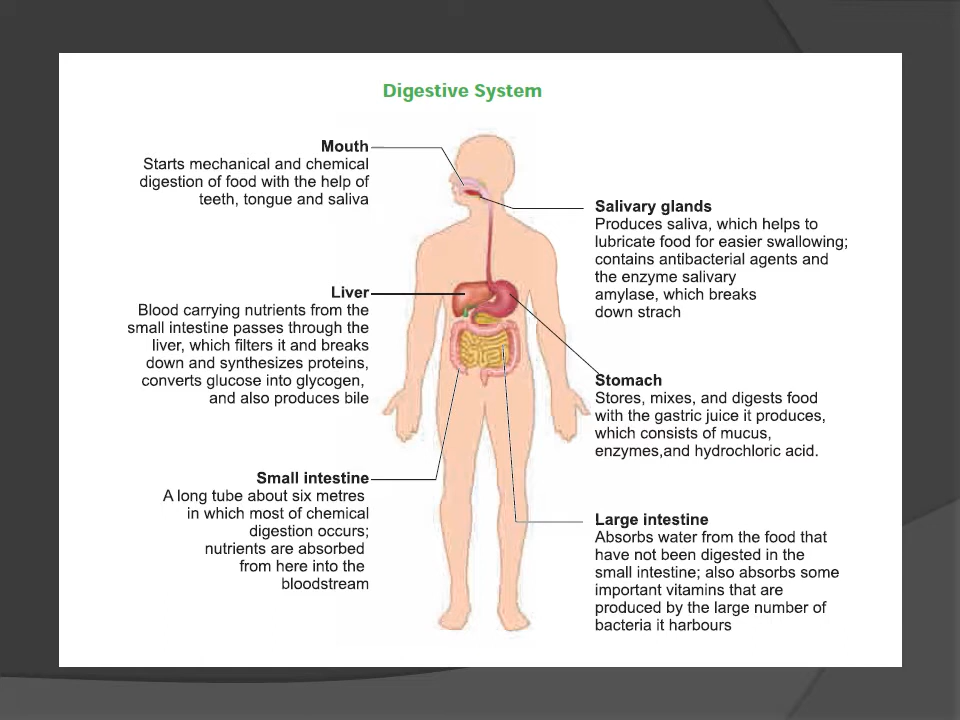 Digestive System
Mouth
Starts mechanical and chemical
digestion of food with the help of
teeth, tongue and saliva
Salivary glands
Produces saliva, which helps to
lubricate food for easier swallowing;
contains antibacterial agents and
the enzyme salivary
amylase, which breaks
down strach
Liver
Blood carrying nutrients from the
small intestine passes through the
liver, which filters it and breaks
down and synthesizes proteins,
converts glucose into glycogen,
and also produces bile
Stomach
Stores, mixes, and digests food
with the gastric juice it produces,
which consists of mucus,
enzymes,and hydrochloric acid.
Small intestine
A long tube about six metres
in which most of chemical
digestion occurs;
nutrients are absorbed
from here into the
bloodstream
Large intestine
Absorbs water from the food that
have not been digested in the
small intestine; also absorbs some
important vitamins that are
produced by the large number of
bacteria it harbours